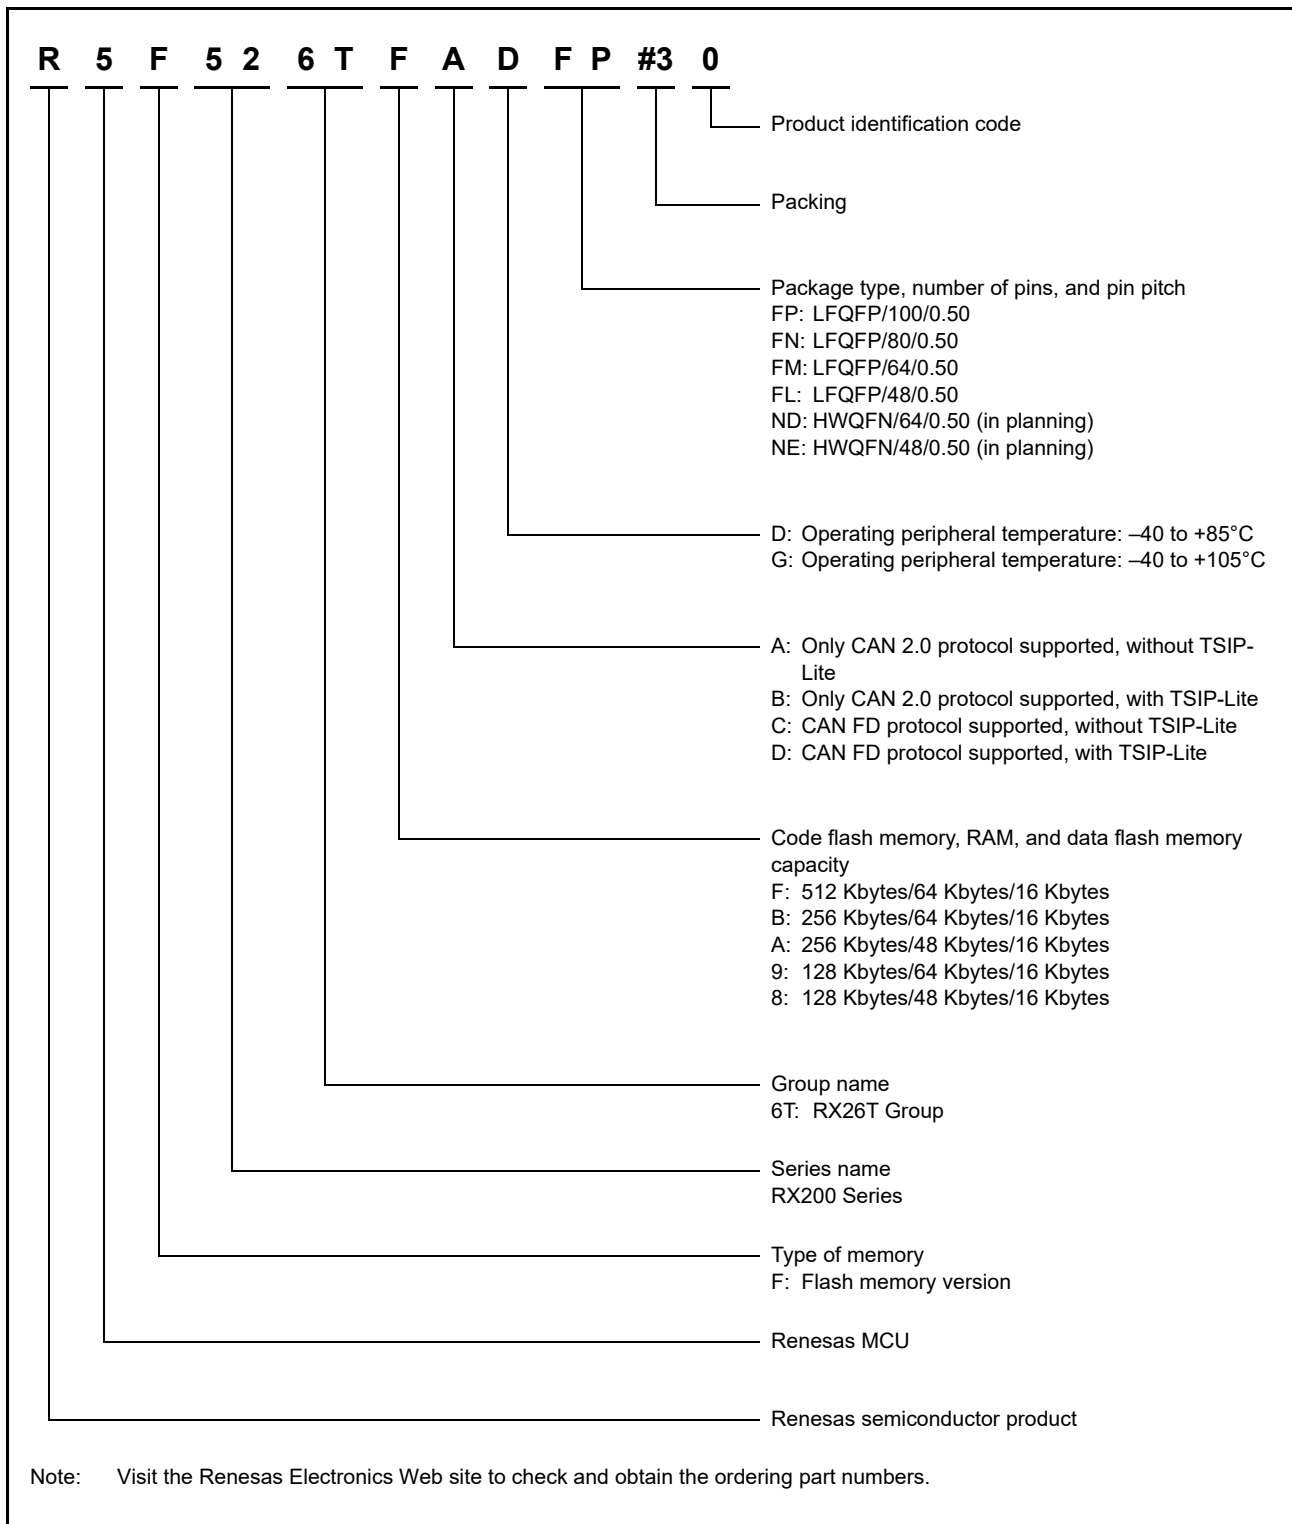 R 5 F 5 2 6 T F A D F P #3 0
Product identification code
Packing
Package type, number of pins, and pin pitch
FP: LFQFP/100/0.50
FN: LFQFP/80/0.50
FM: LFQFP/64/0.50
FL: LFQFP/48/0.50
ND: HWQFN/64/0.50 (in planning)
NE: HWQFN/48/0.50 (in planning)
D: Operating peripheral temperature: –40 to +85°C
G: Operating peripheral temperature: –40 to +105°C
A: Only CAN 2.0 protocol supported, without TSIP-
Lite
B: Only CAN 2.0 protocol supported, with TSIP-Lite
C: CAN FD protocol supported, without TSIP-Lite
D: CAN FD protocol supported, with TSIP-Lite
Code flash memory, RAM, and data flash memory
capacity
F: 512 Kbytes/64 Kbytes/16 Kbytes
B: 256 Kbytes/64 Kbytes/16 Kbytes
A: 256 Kbytes/48 Kbytes/16 Kbytes
9: 128 Kbytes/64 Kbytes/16 Kbytes
8: 128 Kbytes/48 Kbytes/16 Kbytes
Group name
6T: RX26T Group
Series name
RX200 Series
Type of memory
F: Flash memory version
Renesas MCU
Renesas semiconductor product
Note: Visit the Renesas Electronics Web site to check and obtain the ordering part numbers.